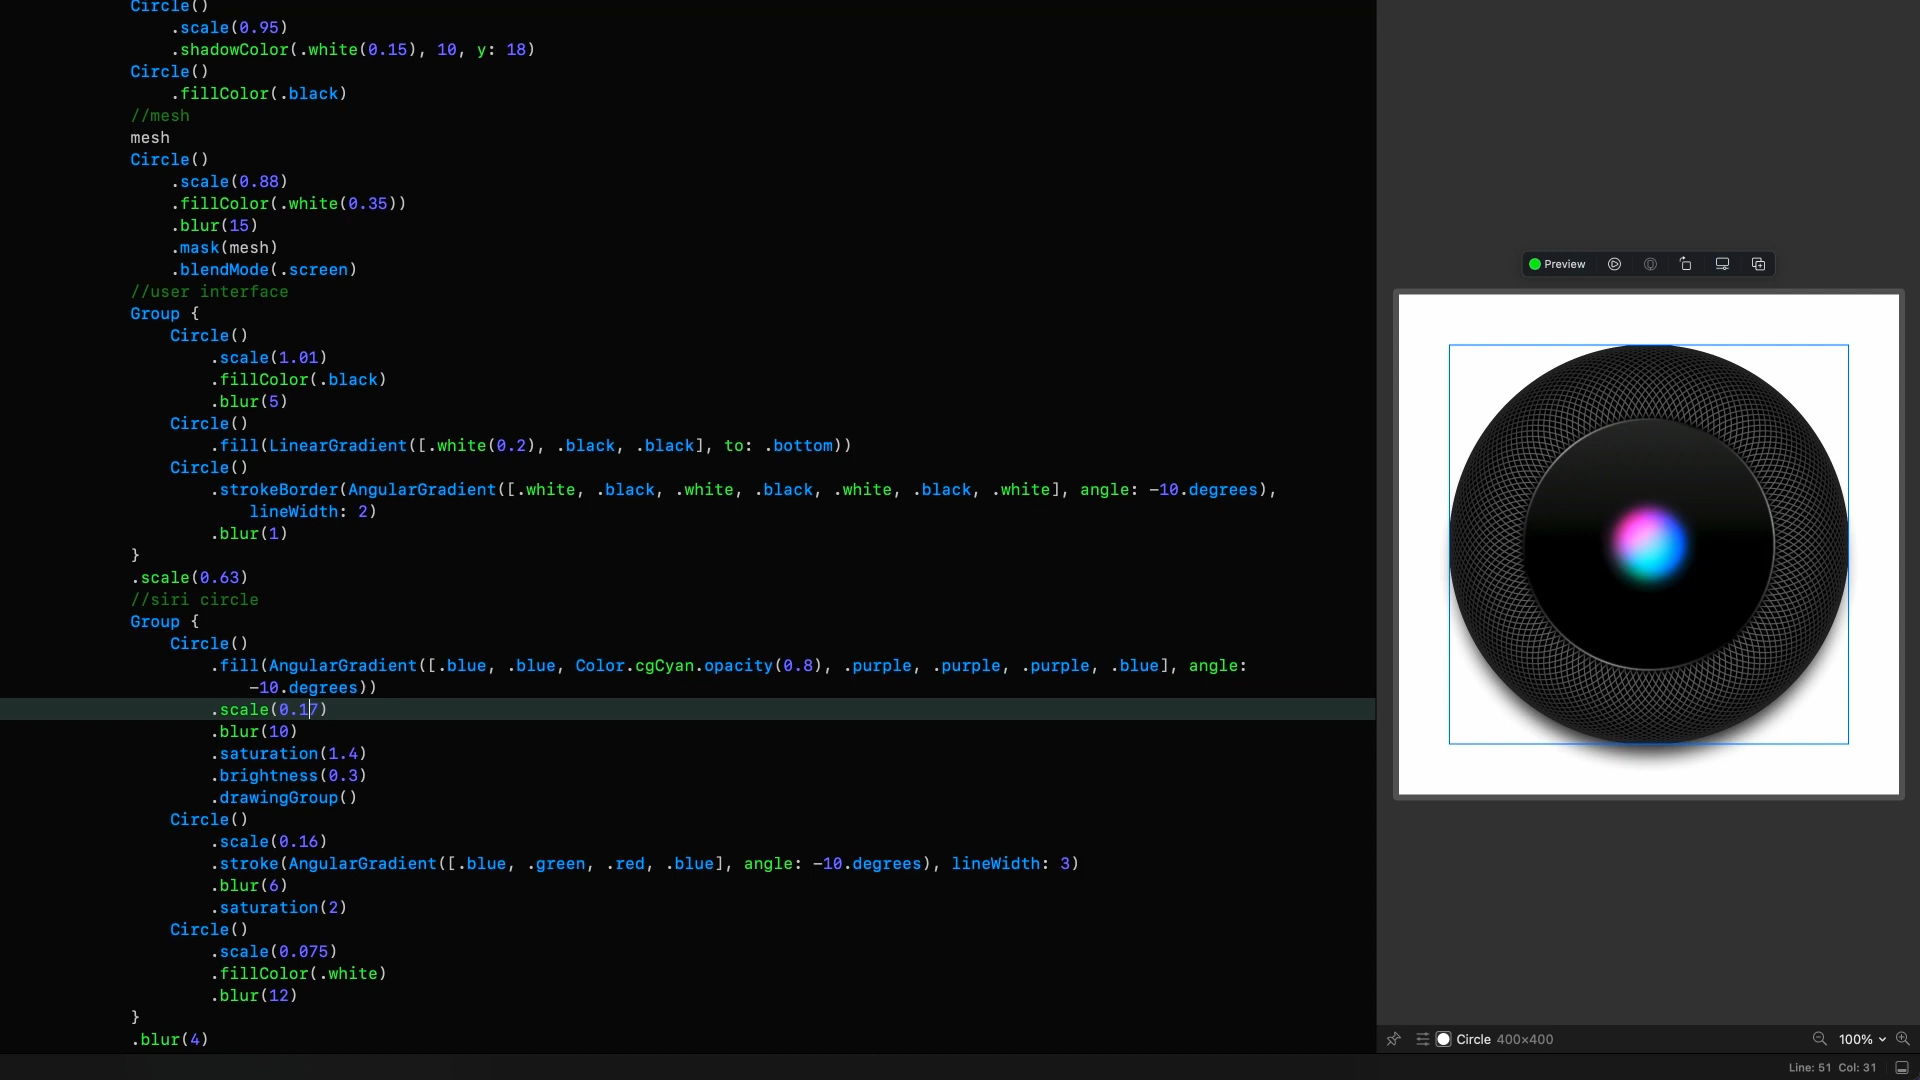 Circle()
.scale(0.95)
.shadowColor(.white(0.15), 10, y: 18)
Circle()
.fillColor(.black)
//mesh
mesh
Circle()
.scale(0.88)
.fillColor(.white(0.35))
.blur(15)
.mask(mesh)
.blendMode(.screen)
//user interface
Group {
Circle()
.scale(1.01)
.fillColor(.black)
.blur(5)
Circle()
.fill(LinearGradient([.white(0.2), .black, .black], to: .bottom))
Circle()
.strokeBorder(AngularGradient([.white, .black, .white, .black, .white, .black, .white], angle: -10.degrees),
lineWidth: 2)
.blur(1)
}
.scale(0.63)
//siri circle
Group {
Circle()
.fill(AngularGradient([.blue, .blue, Color.cgCyan.opacity(0.8), .purple, .purple, .purple, .blue], angle:
-10.degrees))
.scale(0.17)
.blur(10)
.saturation(1.4)
.brightness(0.3)
.drawingGroup()
Circle()
.scale(0.16)
.stroke(AngularGradient([.blue, .green, .red, .blue], angle: -10.degrees), lineWidth: 3)
.blur(6)
.saturation(2)
Circle()
.scale(0.075)
.fillColor(.white)
.blur(12)
}
.blur(4)
Preview
Circle 400×400
100%
Line: 51 Col: 31